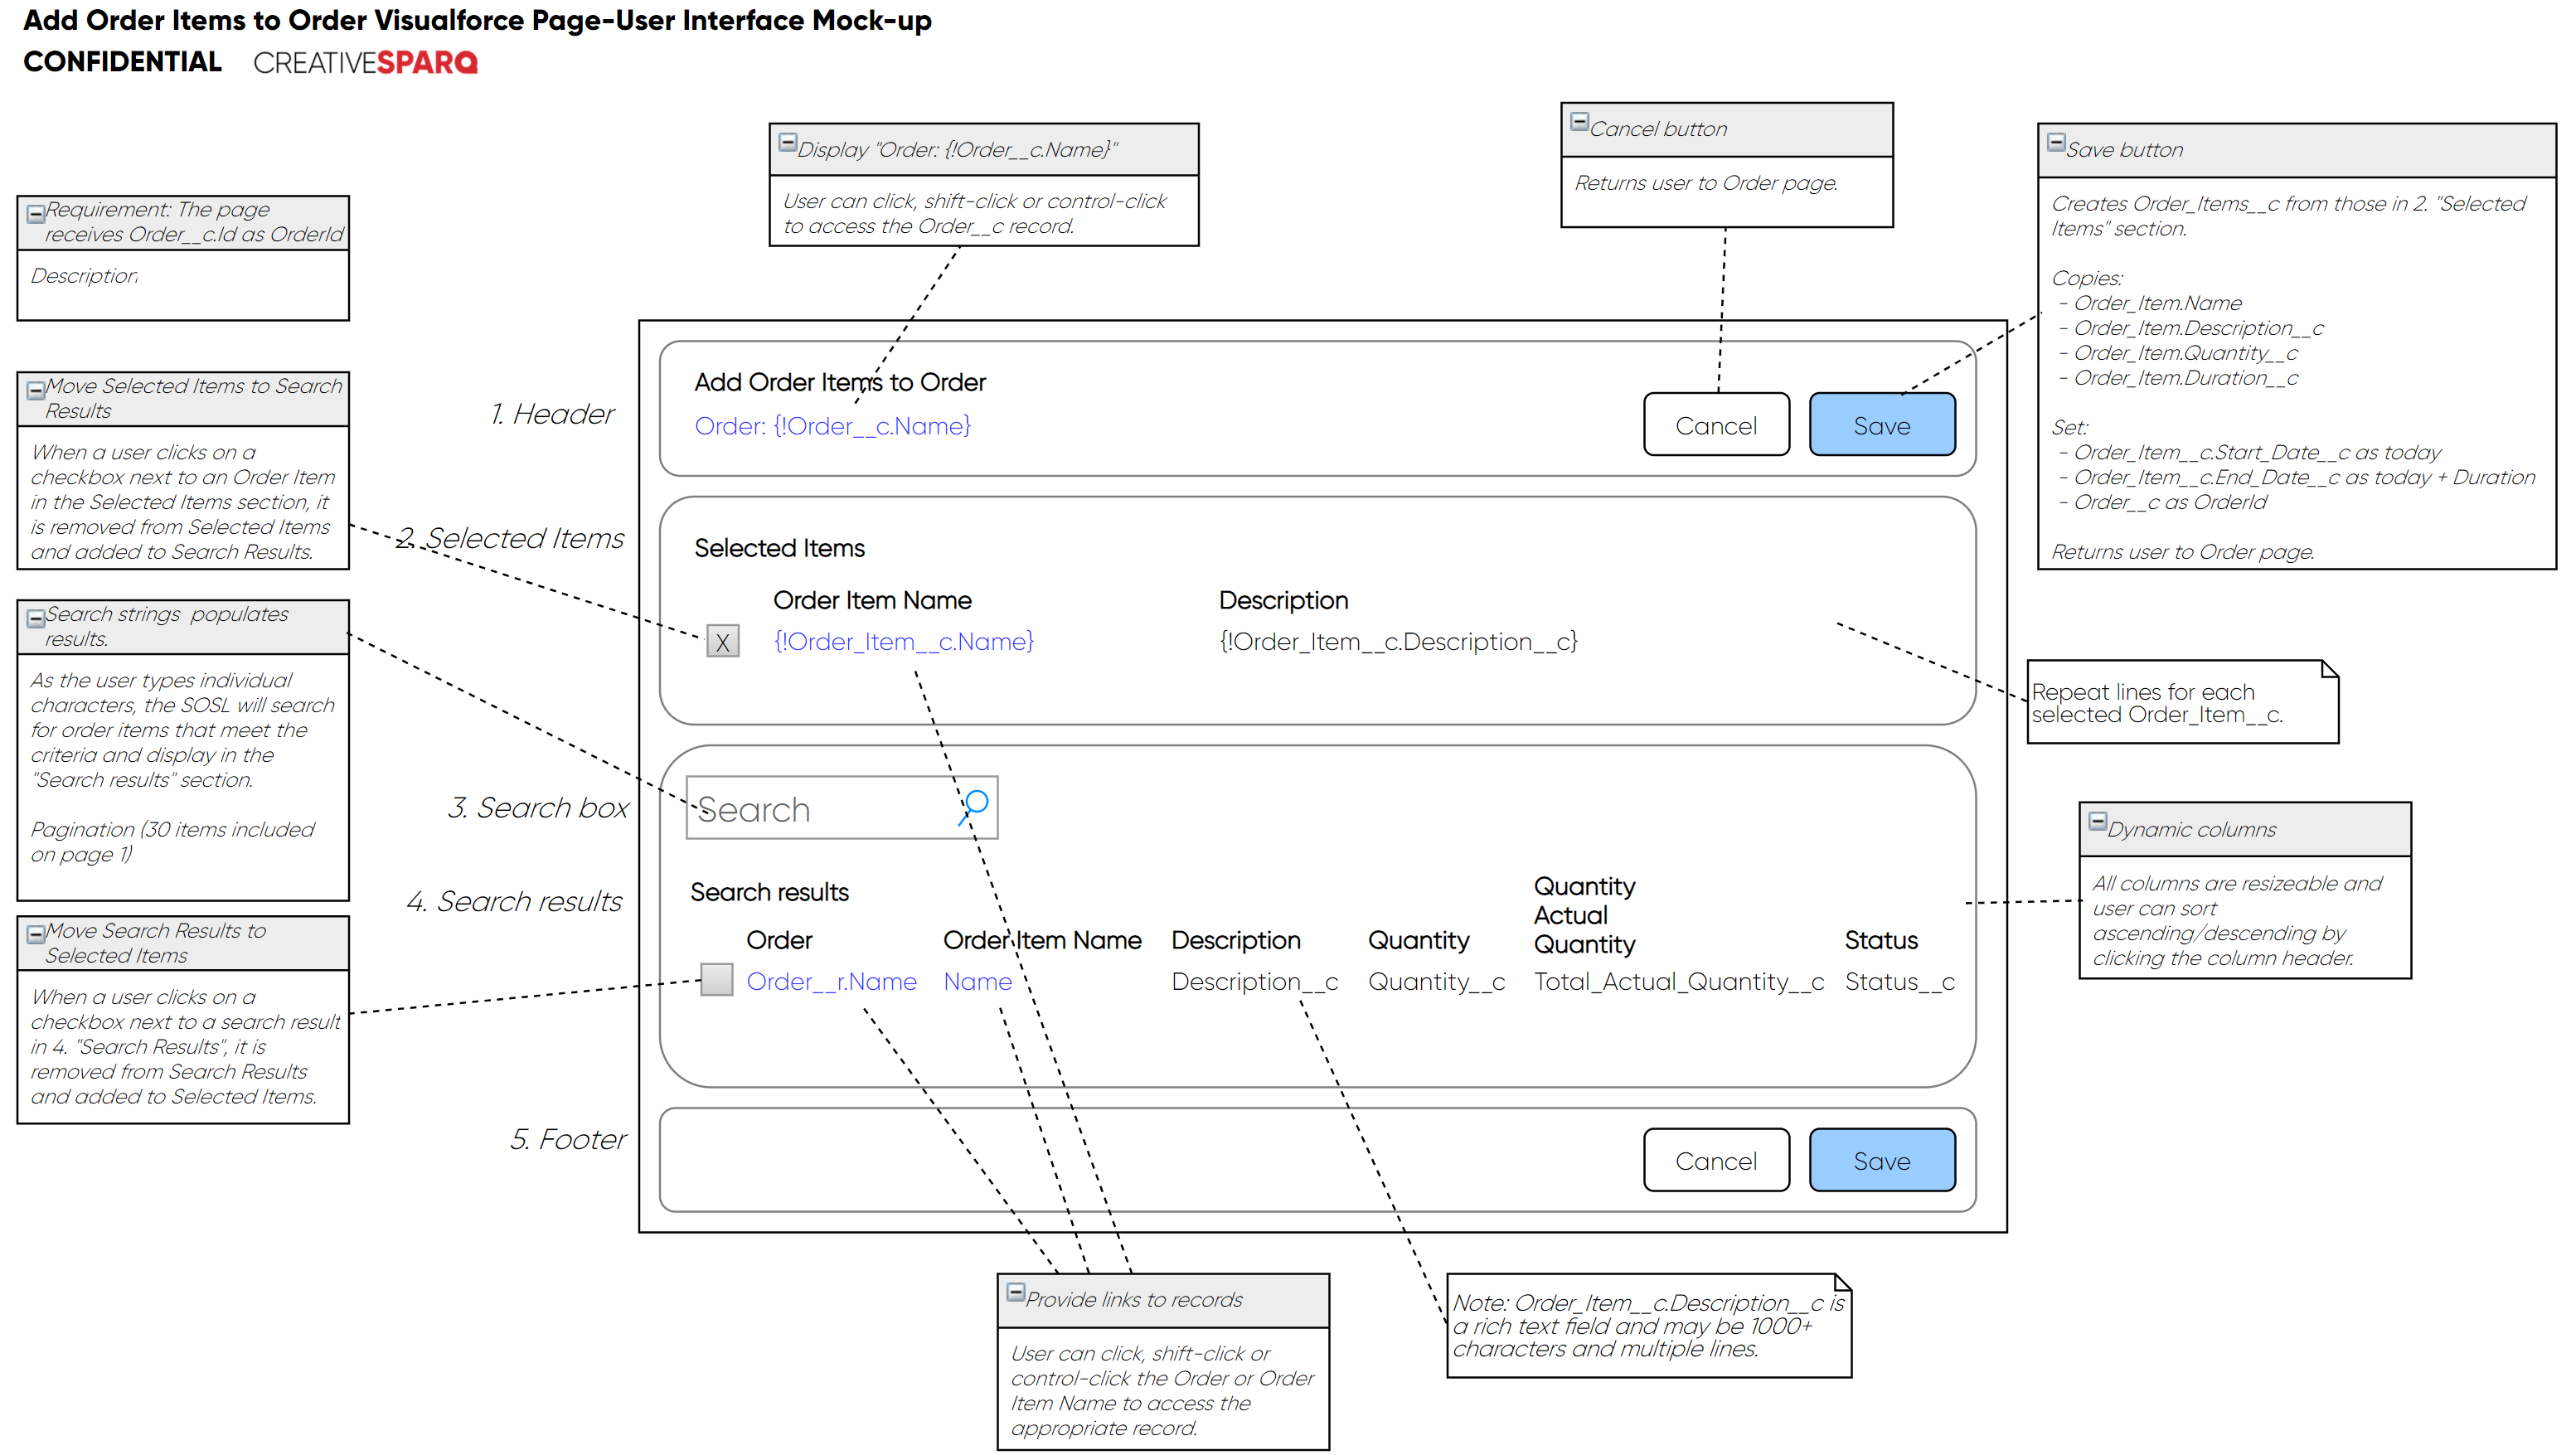 Add Order Items to Order Visualforce Page-User Interface Mock-up
CONFIDENTIAL CREATIVESPARQ
Display "Order: {!Order__c.Name}"
User can click, shift-click or control-click
to access the Order__c record.
Cancel button
Returns user to Order page.
Save button
Creates Order_Items__c from those in 2. "Selected
Items" section.
Copies:
- Order_Item.Name
- Order_Item.Description__c
- Order_Item.Quantity__c
- Order_Item.Duration__c
Set:
- Order_Item__c.Start_Date__c as today
- Order_Item__c.End_Date__c as today + Duration
- Order__c as OrderId
Returns user to Order page.
Requirement: The page
receives Order__c.Id as OrderId
Description
Move Selected Items to Search
Results
When a user clicks on a
checkbox next to an Order Item
in the Selected Items section, it
is removed from Selected Items
and added to Search Results.
Search strings populates
results.
As the user types individual
characters, the SOSL will search
for order items that meet the
criteria and display in the
"Search results" section.
Pagination (30 items included
on page 1)
Move Search Results to
Selected Items
When a user clicks on a
checkbox next to a search result
in 4. "Search Results", it is
removed from Search Results
and added to Selected Items.
1. Header
Add Order Items to Order
Order: {!Order__c.Name}
Cancel
Save
2. Selected Items
Selected Items
Order Item Name
Description
X
{!Order_Item__c.Name}
{!Order_Item__c.Description__c}
Repeat lines for each
selected Order_Item__c.
3. Search box
Search
4. Search results
Search results
Order
Order Item Name
Description
Quantity
Quantity
Actual
Quantity
Status
Order__r.Name
Name
Description__c
Quantity__c
Total_Actual_Quantity__c
Status__c
Dynamic columns
All columns are resizeable and
user can sort
ascending/descending by
clicking the column header.
5. Footer
Cancel
Save
Provide links to records
User can click, shift-click or
control-click the Order or Order
Item Name to access the
appropriate record.
Note: Order_Item__c.Description__c is
a rich text field and may be 1000+
characters and multiple lines.